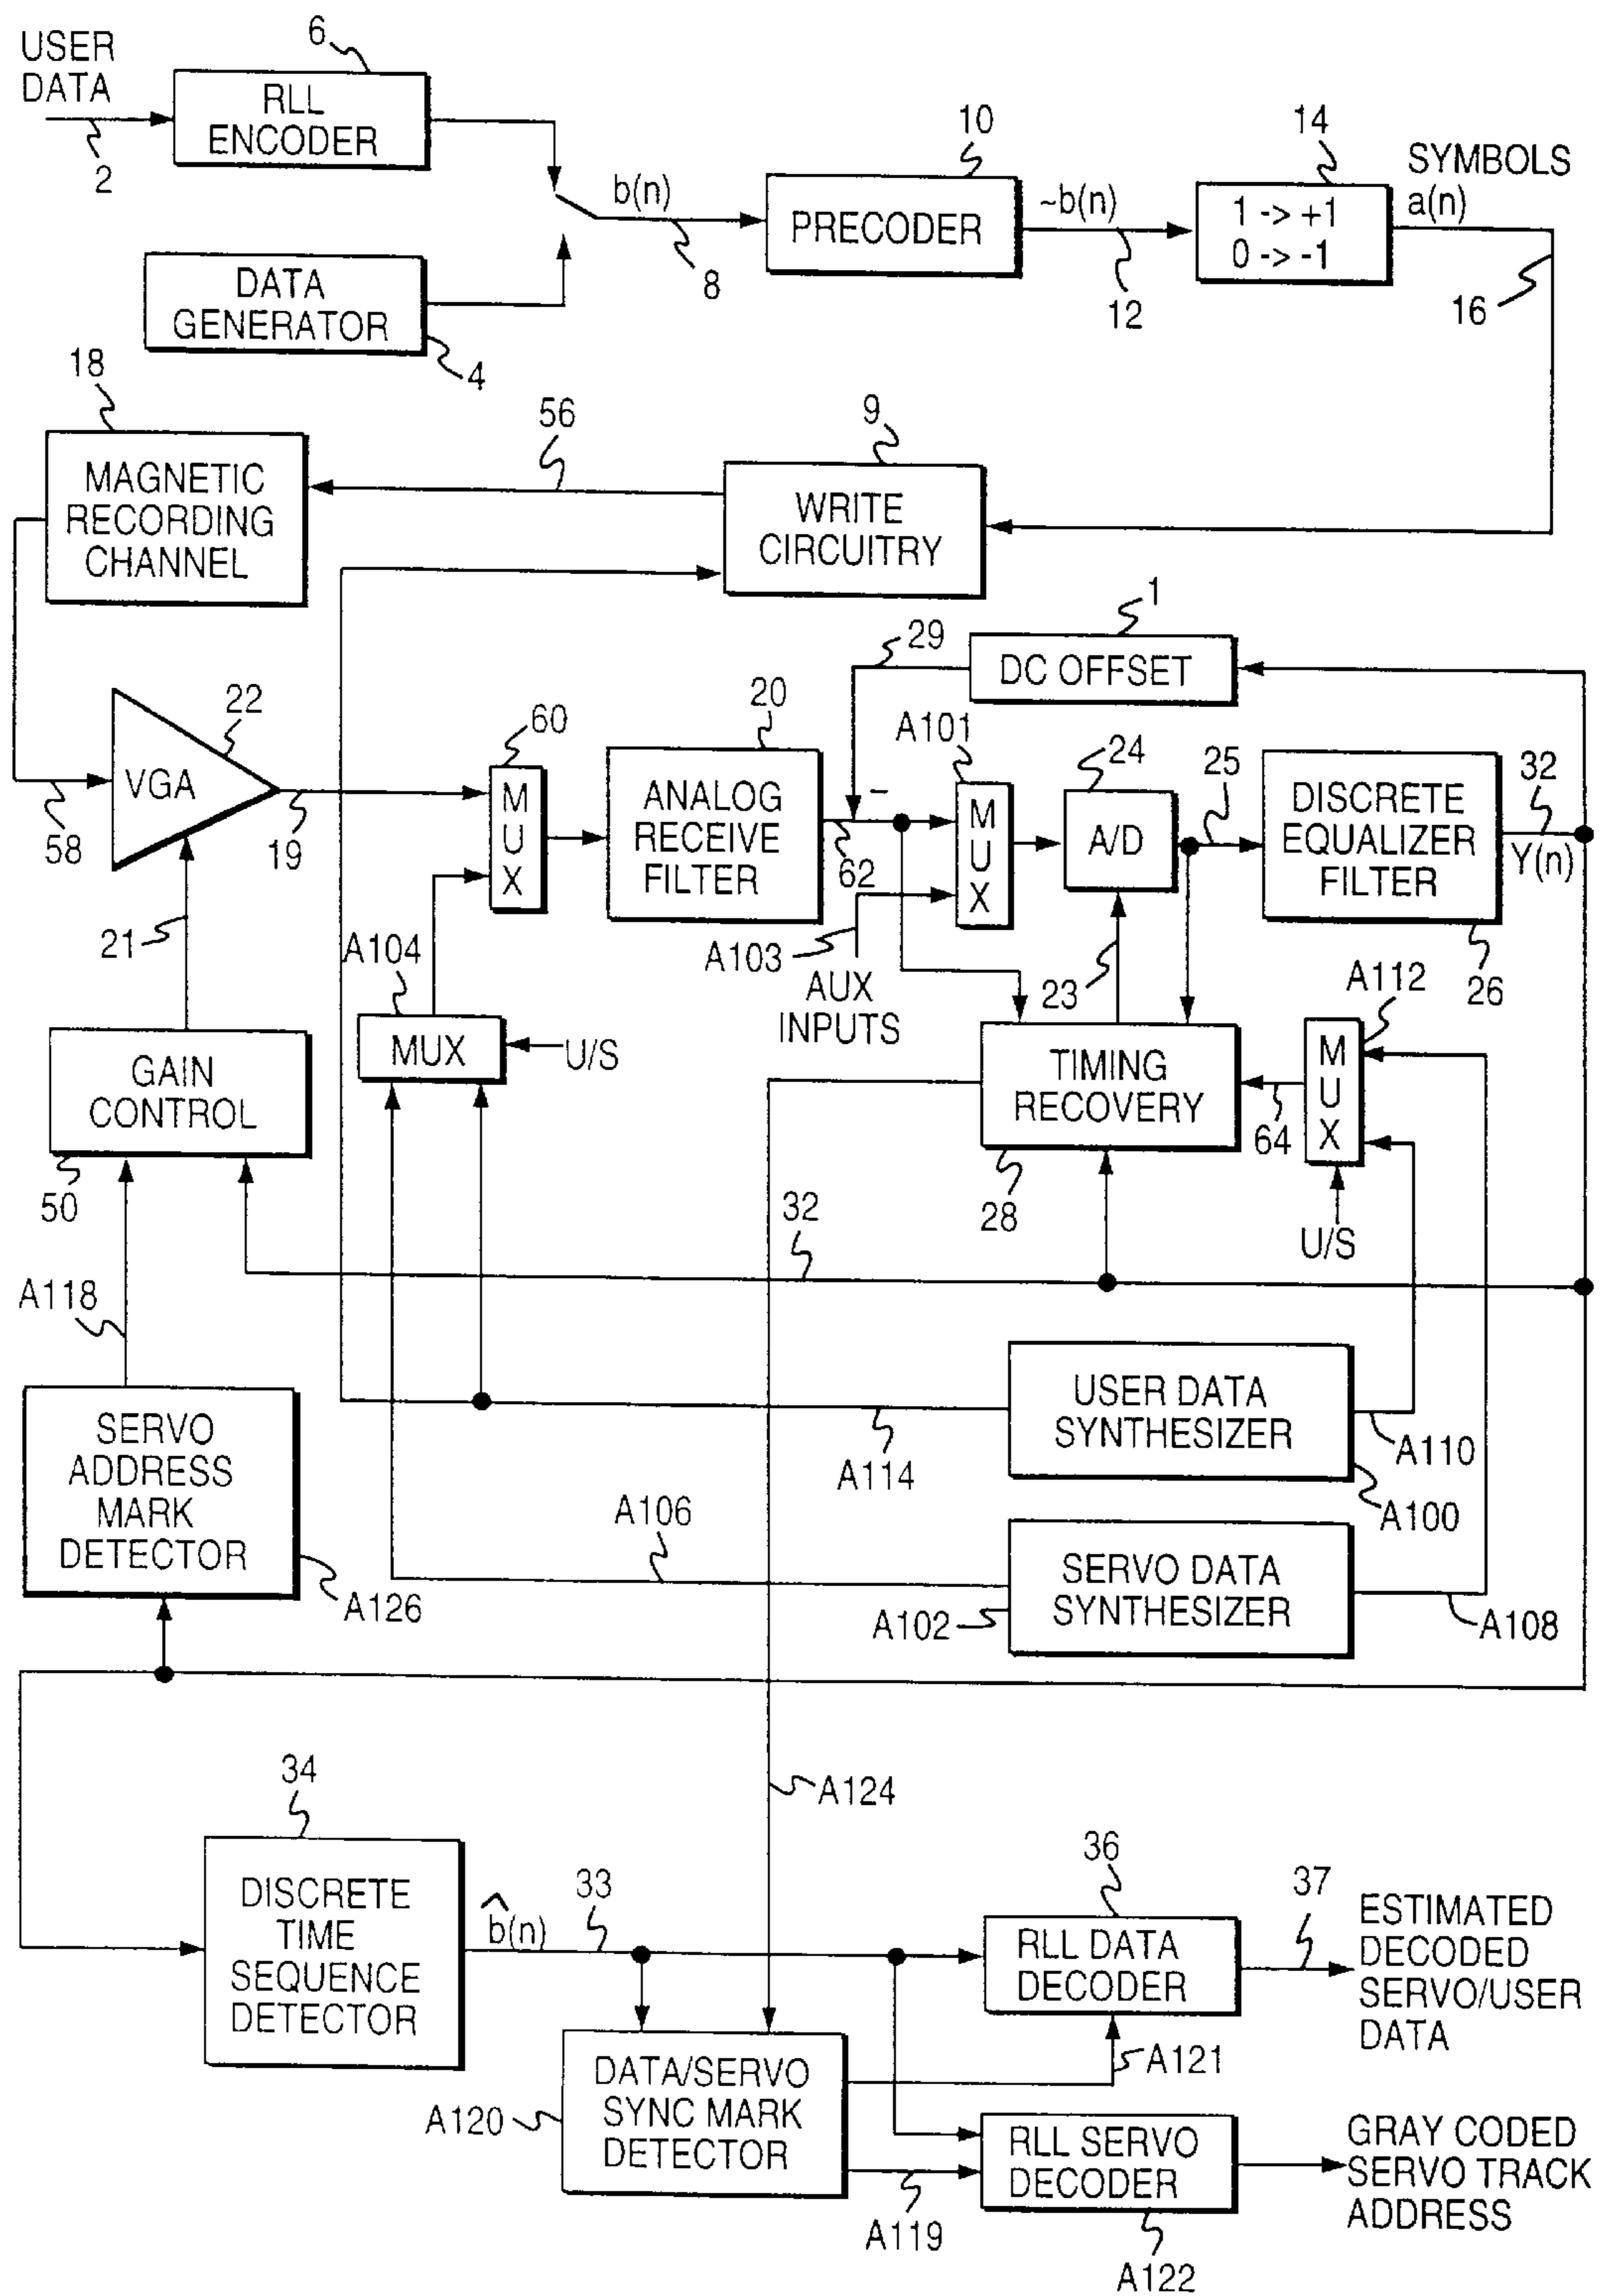 USER
DATA
2
6
RLL
ENCODER
DATA
GENERATOR
4
b(n)
8
10
PRECODER
~b(n)
12
14
1 -> +1
0 -> -1
SYMBOLS
a(n)
16
18
MAGNETIC
RECORDING
CHANNEL
56
9
WRITE
CIRCUITRY
1
DC OFFSET
29
22
VGA
58
19
21
60
MUX
20
ANALOG
RECEIVE
FILTER
62
-
A101
MUX
A103
AUX
INPUTS
24
A/D
25
23
DISCRETE
EQUALIZER
FILTER
26
32
Y(n)
A104
MUX
U/S
GAIN
CONTROL
50
TIMING
RECOVERY
28
64
A112
MUX
U/S
32
A118
SERVO
ADDRESS
MARK
DETECTOR
A126
USER DATA
SYNTHESIZER
A100
A110
A114
A106
SERVO DATA
SYNTHESIZER
A102
A108
A124
34
DISCRETE
TIME
SEQUENCE
DETECTOR
b̂(n)
33
36
RLL DATA
DECODER
37
ESTIMATED
DECODED
SERVO/USER
DATA
A121
A120
DATA/SERVO
SYNC MARK
DETECTOR
A119
RLL SERVO
DECODER
A122
GRAY CODED
SERVO TRACK
ADDRESS